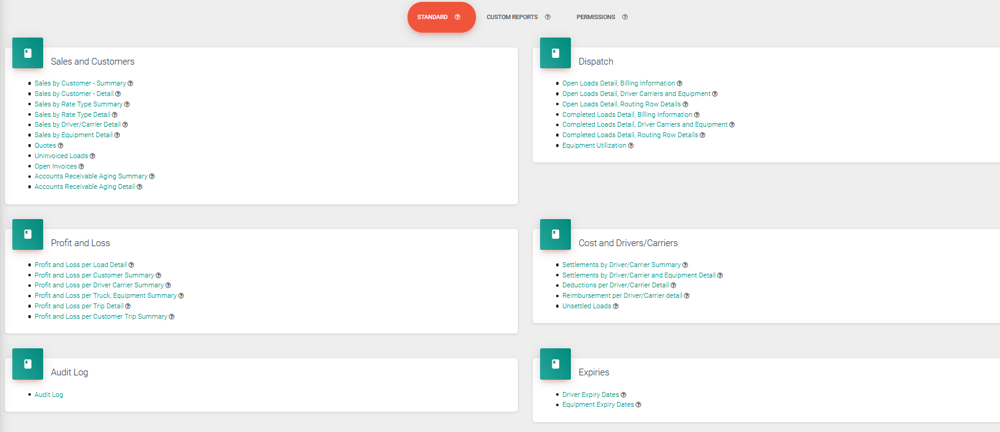 STANDARD
CUSTOM REPORTS
PERMISSIONS
Sales and Customers
Sales by Customer - Summary
Sales by Customer - Detail
Sales by Rate Type Summary
Sales by Rate Type Detail
Sales by Driver/Carrier Detail
Sales by Equipment Detail
Quotes
Uninvoiced Loads
Open Invoices
Accounts Receivable Aging Summary
Accounts Receivable Aging Detail
Dispatch
Open Loads Detail, Billing Information
Open Loads Detail, Driver Carriers and Equipment
Open Loads Detail, Routing Row Details
Completed Loads Detail, Billing Information
Completed Loads Detail, Driver Carriers and Equipment
Completed Loads Detail, Routing Row Details
Equipment Utilization
Profit and Loss
Profit and Loss per Load Detail
Profit and Loss per Customer Summary
Profit and Loss per Driver Carrier Summary
Profit and Loss per Truck, Equipment Summary
Profit and Loss per Trip Detail
Profit and Loss per Customer Trip Summary
Cost and Drivers/Carriers
Settlements by Driver/Carrier Summary
Settlements by Driver/Carrier and Equipment Detail
Deductions per Driver/Carrier Detail
Reimbursement per Driver/Carrier detail
Unsettled Loads
Audit Log
Audit Log
Expiries
Driver Expiry Dates
Equipment Expiry Dates